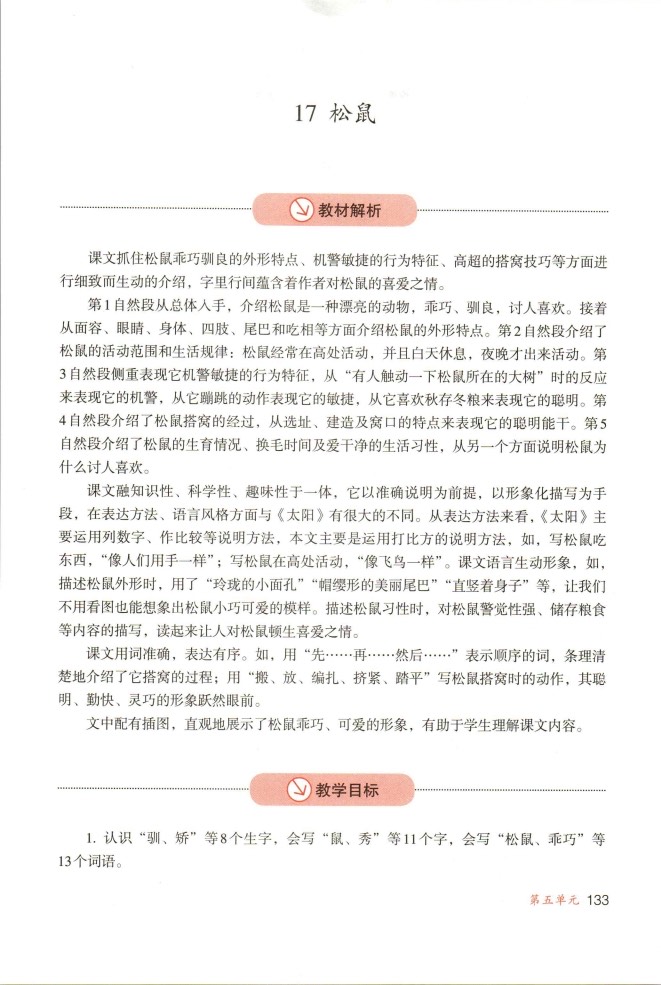 17 松鼠
教材解析
课文抓住松鼠乖巧驯良的外形特点、机警敏捷的行为特征、高超的搭窝技巧等方面进
行细致而生动的介绍，字里行间蕴含着作者对松鼠的喜爱之情。
第1自然段从总体入手，介绍松鼠是一种漂亮的动物，乖巧、驯良，讨人喜欢。接着
从面容、眼睛、身体、四肢、尾巴和吃相等方面介绍松鼠的外形特点。第2自然段介绍了
松鼠的活动范围和生活规律：松鼠经常在高处活动，并且白天休息，夜晚才出来活动。第
3自然段侧重表现它机警敏捷的行为特征，从“有人触动一下松鼠所在的大树”时的反应
来表现它的机警，从它蹦跳的动作表现它的敏捷，从它喜欢秋存冬粮来表现它的聪明。第
4自然段介绍了松鼠搭窝的经过，从选址、建造及窝口的特点来表现它的聪明能干。第5
自然段介绍了松鼠的生育情况、换毛时间及爱干净的生活习性，从另一个方面说明松鼠为
什么讨人喜欢。
课文融知识性、科学性、趣味性于一体，它以准确说明为前提，以形象化描写为手
段，在表达方法、语言风格方面与《太阳》有很大的不同。从表达方法来看，《太阳》主
要运用列数字、作比较等说明方法，本文主要是运用打比方的说明方法，如，写松鼠吃
东西，“像人们用手一样”；写松鼠在高处活动，“像飞鸟一样”。课文语言生动形象，如，
描述松鼠外形时，用了“玲珑的小面孔”“帽缨形的美丽尾巴”“直竖着身子”等，让我们
不用看图也能想象出松鼠小巧可爱的模样。描述松鼠习性时，对松鼠警觉性强、储存粮食
等内容的描写，读起来让人对松鼠顿生喜爱之情。
课文用词准确，表达有序。如，用“先……再……然后……”表示顺序的词，条理清
楚地介绍了它搭窝的过程；用“搬、放、编扎、挤紧、踏平”写松鼠搭窝时的动作，其聪
明、勤快、灵巧的形象跃然眼前。
文中配有插图，直观地展示了松鼠乖巧、可爱的形象，有助于学生理解课文内容。
教学目标
1. 认识“驯、矫”等8个生字，会写“鼠、秀”等11个字，会写“松鼠、乖巧”等
13个词语。
第五单元 133